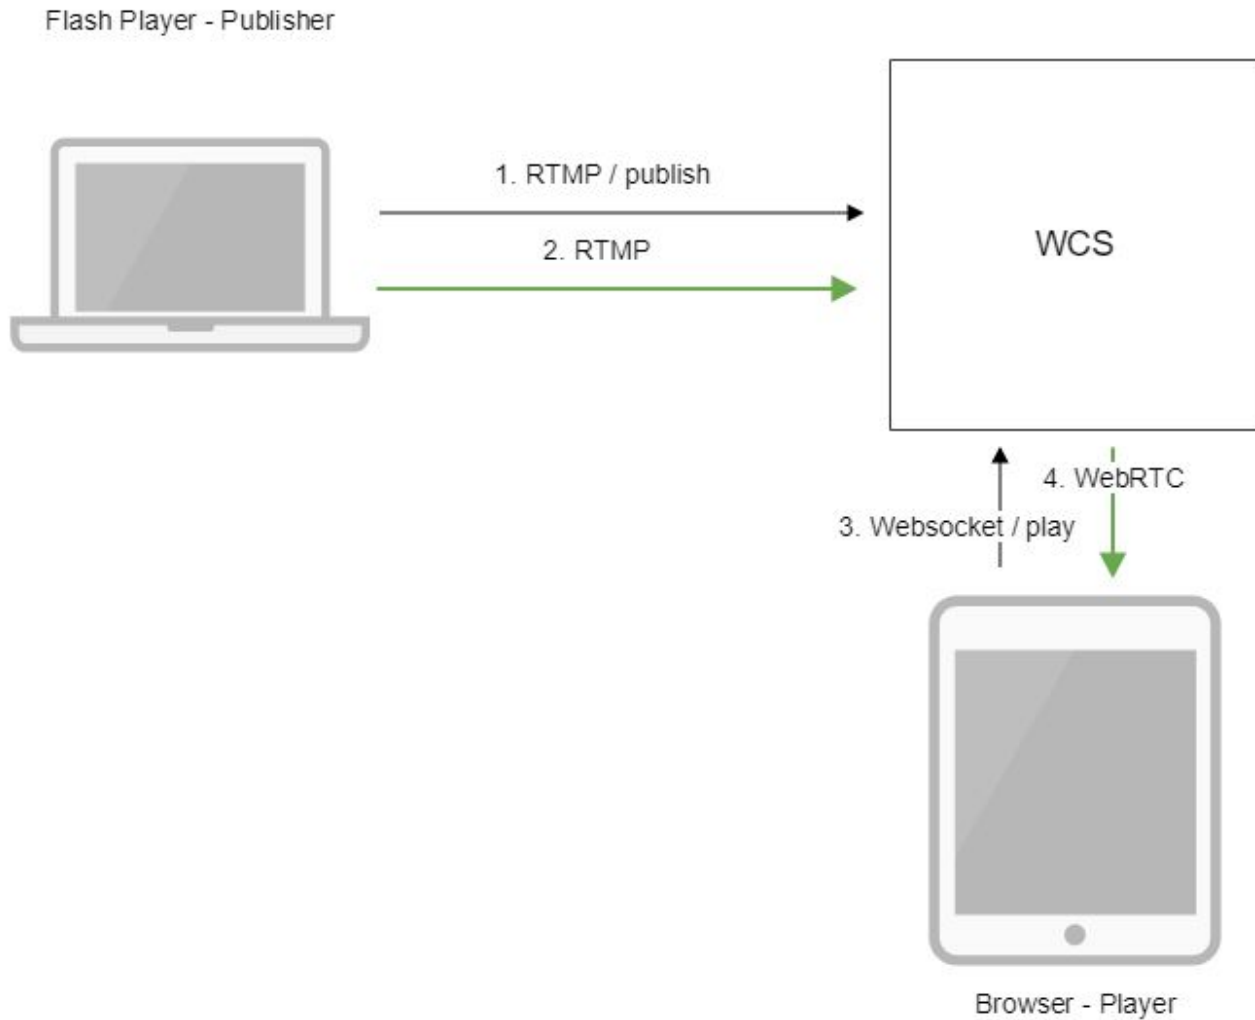 Flash Player - Publisher
1. RTMP / publish
2. RTMP
WCS
4. WebRTC
3. Websocket / play
Browser - Player